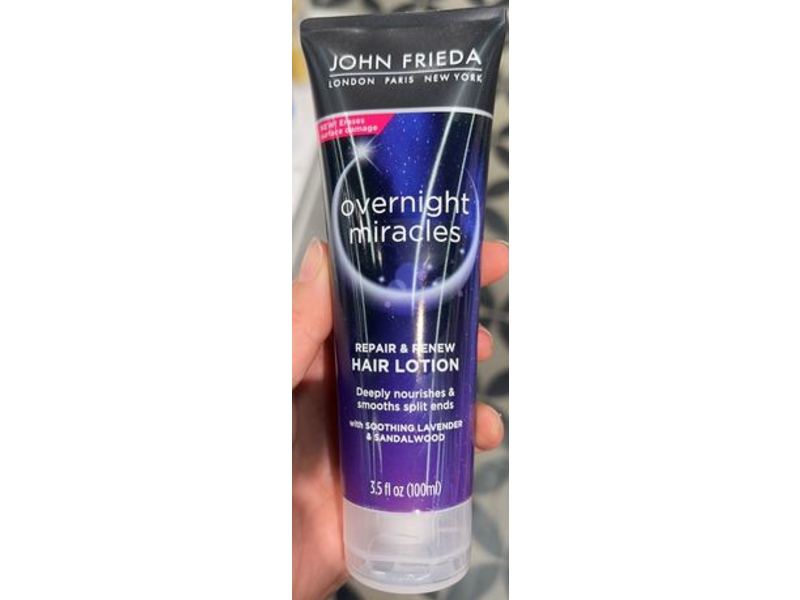 JOHN FRIEDA
LONDON PARIS NEW YORK
NEW! Erases
surface damage
overnight
miracles
REPAIR & RENEW
HAIR LOTION
Deeply nourishes &
smooths split ends
with SOOTHING LAVENDER
& SANDALWOOD
3.5 fl oz (100ml)